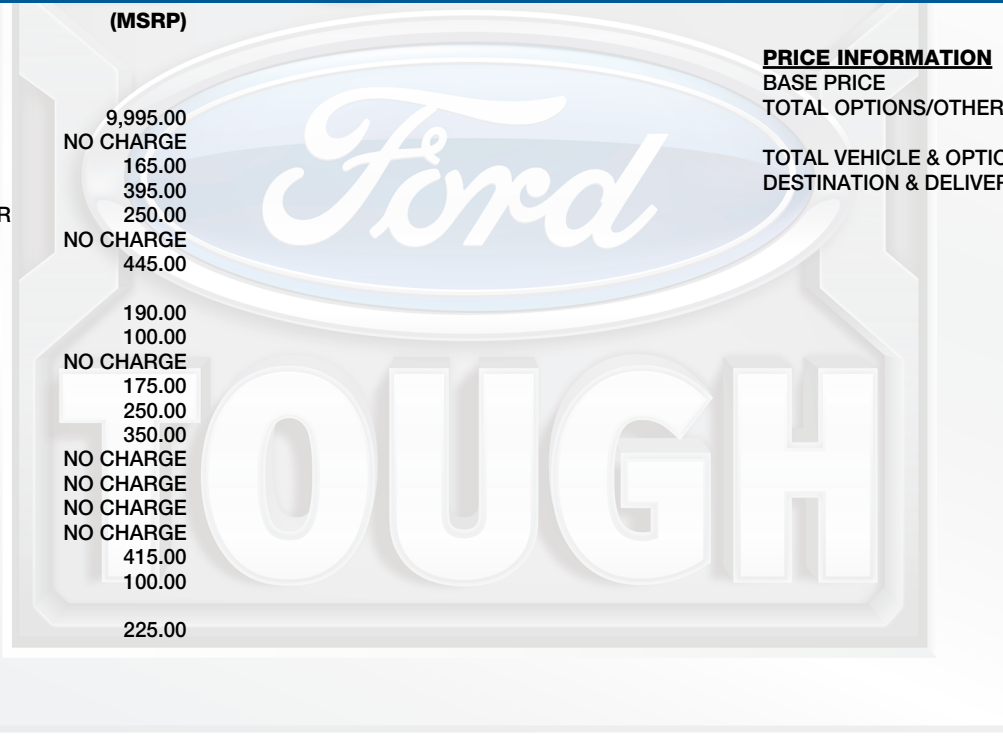 (MSRP)
9,995.00
NO CHARGE
165.00
395.00
R 250.00
NO CHARGE
445.00
190.00
100.00
NO CHARGE
175.00
250.00
350.00
NO CHARGE
NO CHARGE
NO CHARGE
NO CHARGE
415.00
100.00
225.00
PRICE INFORMATION
BASE PRICE
TOTAL OPTIONS/OTHER
TOTAL VEHICLE & OPTIO
DESTINATION & DELIVER
Ford
TOUGH